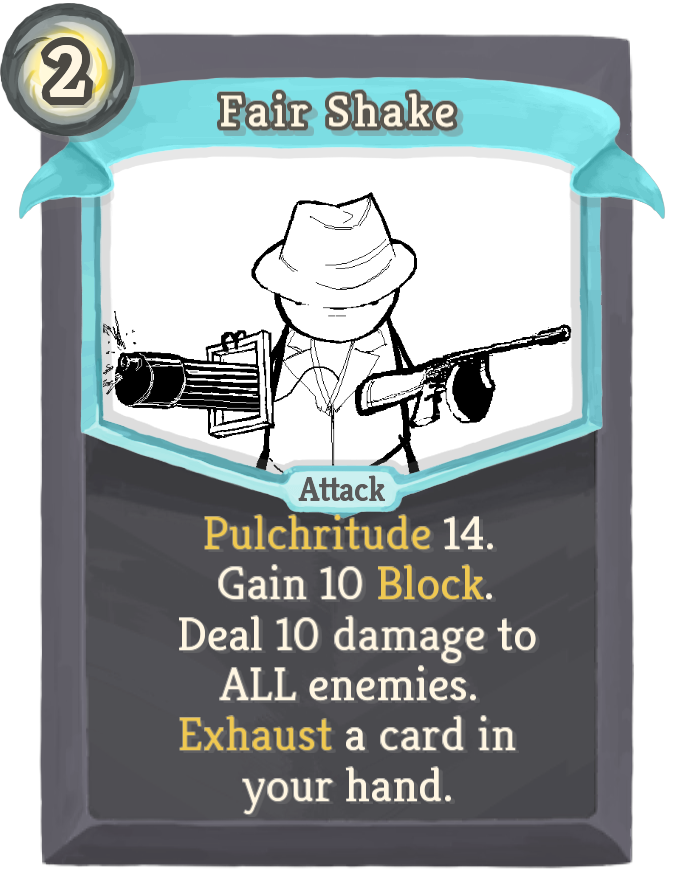 2
Fair Shake
Attack
Pulchritude 14.
Gain 10 Block.
Deal 10 damage to
ALL enemies.
Exhaust a card in
your hand.